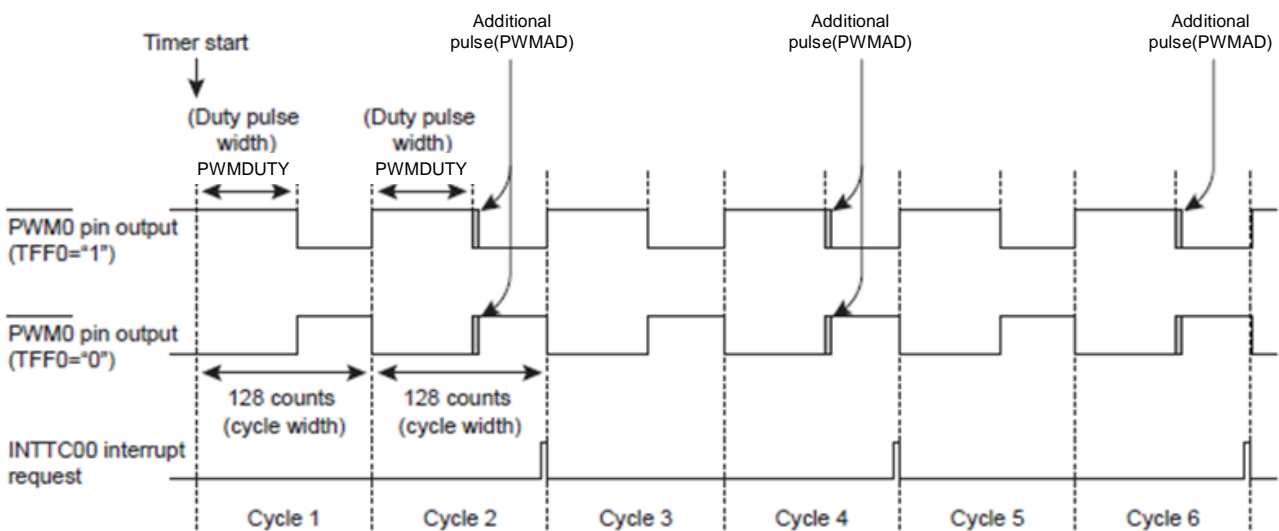 Additional
pulse(PWMAD)
Additional
pulse(PWMAD)
Additional
pulse(PWMAD)
Timer start
(Duty pulse
width)
PWMDUTY
(Duty pulse
width)
PWMDUTY
PWM0 pin output
(TFF0="1")
PWM0 pin output
(TFF0="0")
128 counts
(cycle width)
128 counts
(cycle width)
INTTC00 interrupt
request
Cycle 1
Cycle 2
Cycle 3
Cycle 4
Cycle 5
Cycle 6